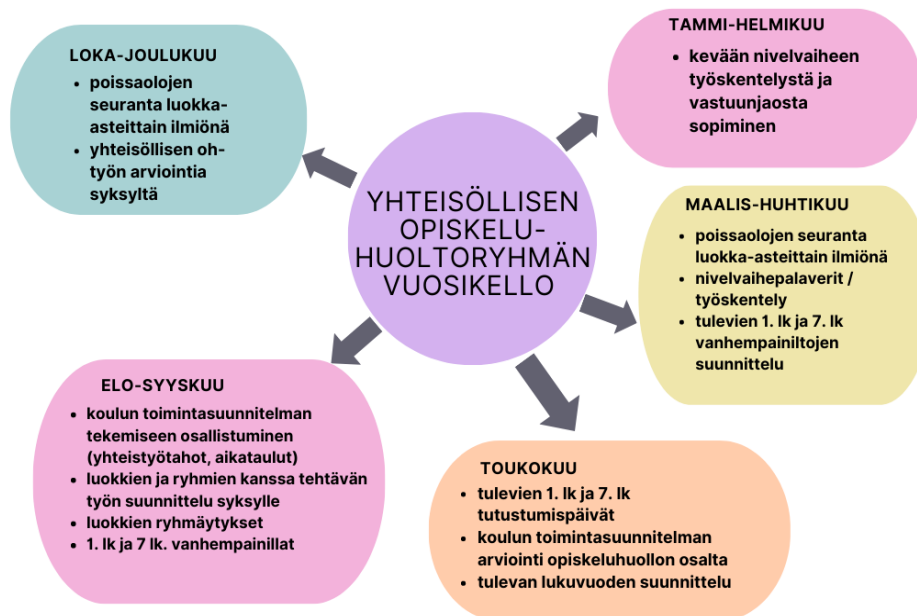 YHTEISÖLLISEN
OPISKELU-
HUOLTORYHMÄN
VUOSIKELLO
TAMMI-HELMIKUU
• kevään nivelvaiheen
työskentelystä ja
vastuunjaosta
sopiminen
MAALIS-HUHTIKUU
• poissaolojen seuranta
luokka-asteittain ilmiönä
• nivelvaihepalaverit /
työskentely
• tulevien 1. lk ja 7. lk
vanhempainiltojen
suunnittelu
TOUKOKUU
• tulevien 1. lk ja 7. lk
tutustumispäivät
• koulun toimintasuunnitelman
arviointi opiskeluhuollon osalta
• tulevan lukuvuoden suunnittelu
ELO-SYYSKUU
• koulun toimintasuunnitelman
tekemiseen osallistuminen
(yhteistyötahot, aikataulut)
• luokkien ja ryhmien kanssa tehtävän
työn suunnittelu syksylle
• luokkien ryhmäytykset
• 1. lk ja 7 lk. vanhempainillat
LOKA-JOULUKUU
• poissaolojen
seuranta luokka-
asteittain ilmiönä
• yhteisöllisen oh-
työn arviointia
syksyltä